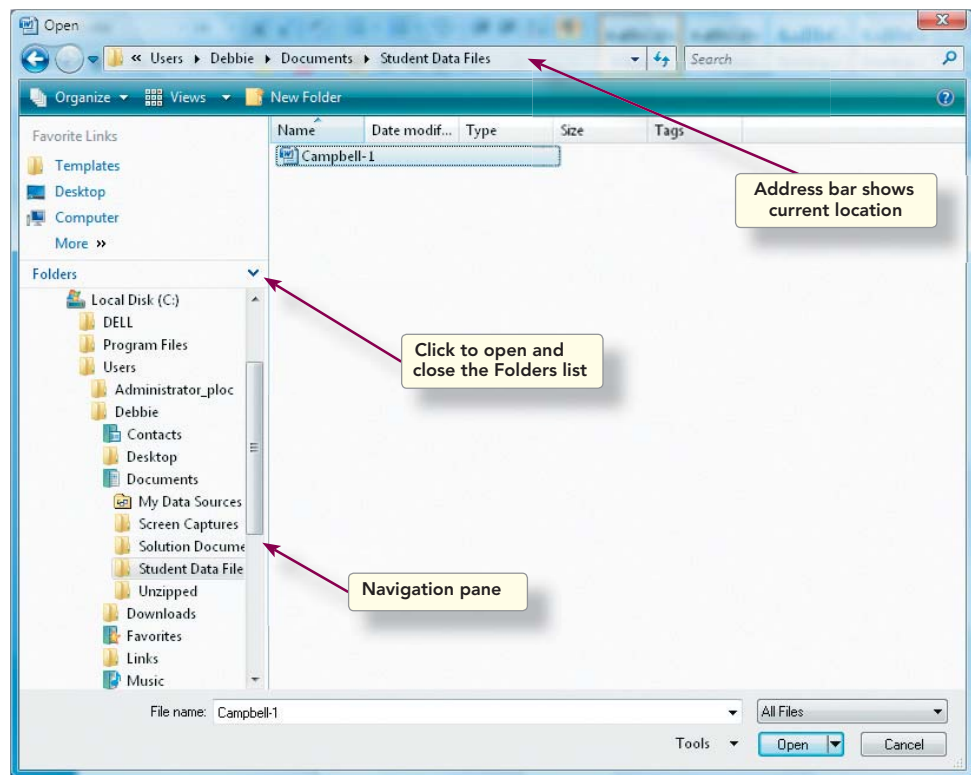 Open
« Users Debbie Documents Student Data Files Search
Organize Views New Folder
Favorite Links
Templates
Desktop
Computer
More »
Folders
Local Disk (C:)
DELL
Program Files
Users
Administrator_ploc
Debbie
Contacts
Desktop
Documents
My Data Sources
Screen Captures
Solution Docume
Student Data File
Unzipped
Downloads
Favorites
Links
Music
Name Date modif... Type Size Tags
Campbell-1
Address bar shows
current location
Click to open and
close the Folders list
Navigation pane
File name: Campbell-1 All Files
Tools Open Cancel